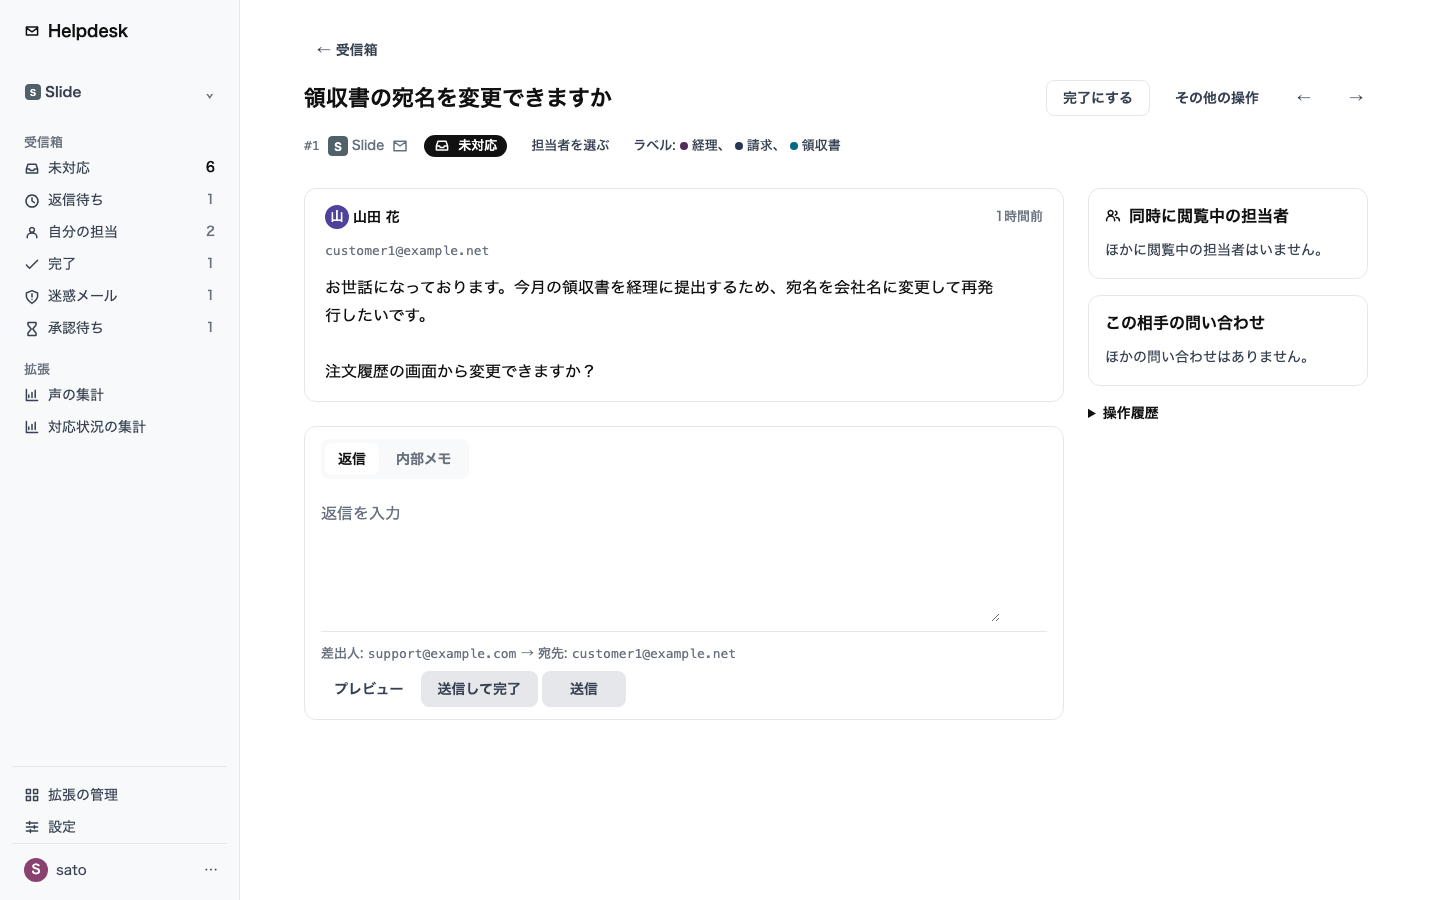 Helpdesk
S Slide
受信箱
未対応 6
返信待ち 1
自分の担当 2
完了 1
迷惑メール 1
承認待ち 1
拡張
声の集計
対応状況の集計
拡張の管理
設定
S sato ...
← 受信箱
領収書の宛名を変更できますか
完了にする その他の操作 ← →
#1 S Slide 未対応 担当者を選ぶ ラベル: 経理、 請求、 領収書
山 山田 花 1時間前
customer1@example.net
お世話になっております。今月の領収書を経理に提出するため、宛名を会社名に変更して再発
行したいです。
注文履歴の画面から変更できますか？
返信 内部メモ
返信を入力
差出人: support@example.com → 宛先: customer1@example.net
プレビュー 送信して完了 送信
同時に閲覧中の担当者
ほかに閲覧中の担当者はいません。
この相手の問い合わせ
ほかの問い合わせはありません。
▶ 操作履歴